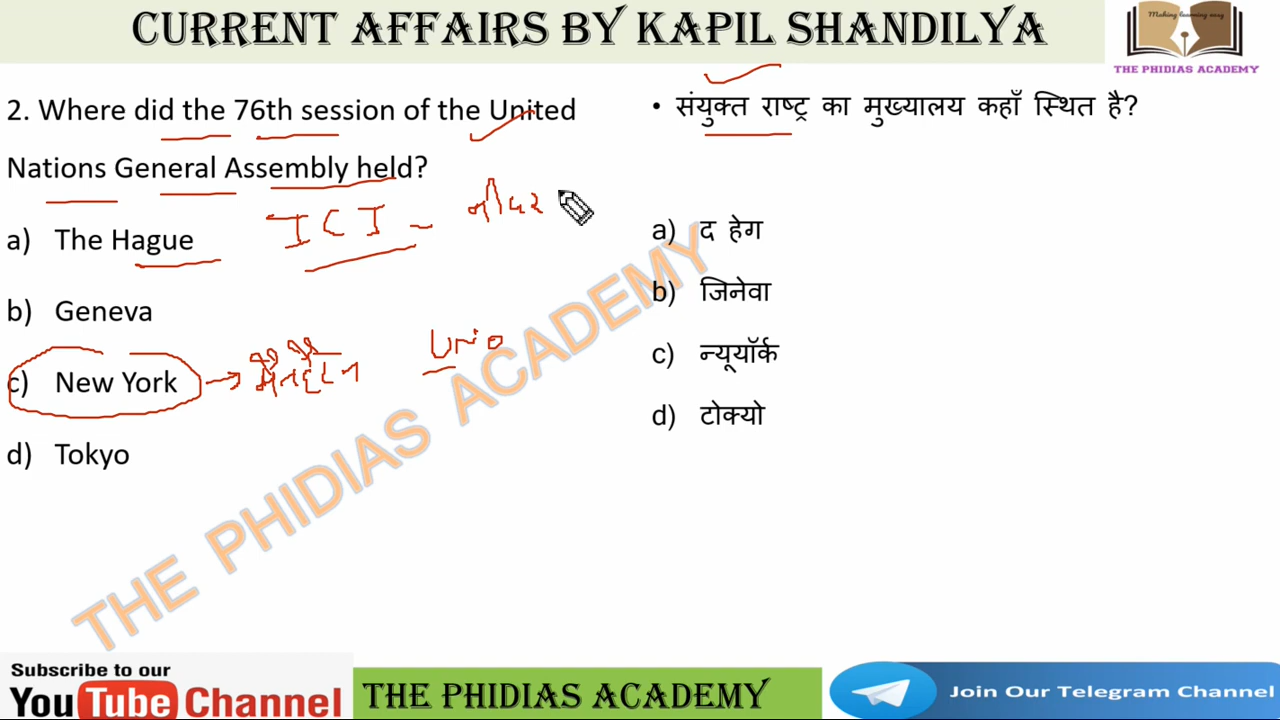 CURRENT AFFAIRS BY KAPIL SHANDILYA
Making learning easy
THE PHIDIAS ACADEMY
2. Where did the 76th session of the United
Nations General Assembly held?
a) The Hague
b) Geneva
c) New York
d) Tokyo
ICJ -
UNO
• संयुक्त राष्ट्र का मुख्यालय कहाँ स्थित है?
a) द हेग
b) जिनेवा
c) न्यूयॉर्क
d) टोक्यो
THE PHIDIAS ACADEMY
Subscribe to our
YouTube Channel
THE PHIDIAS ACADEMY
Join Our Telegram Channel